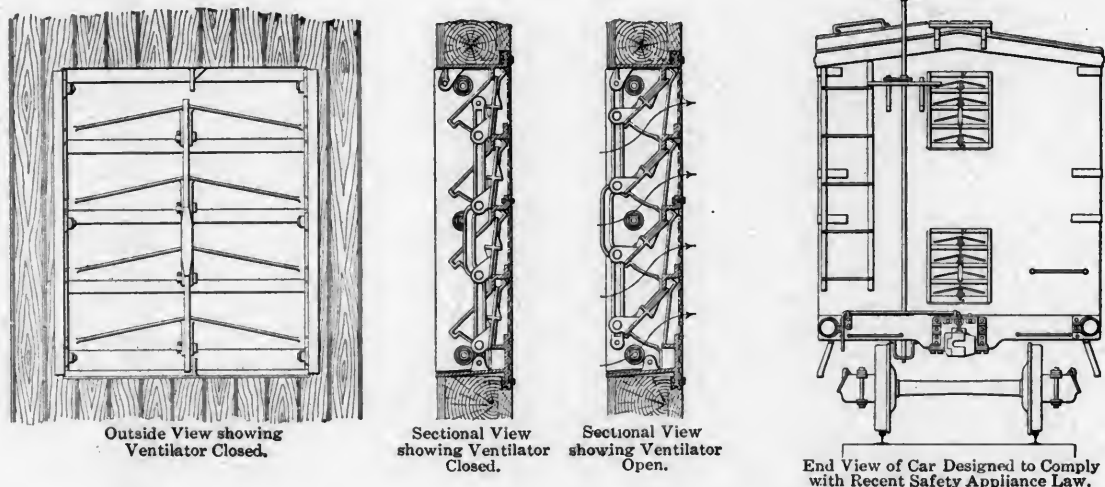 Outside View showing
Ventilator Closed.
Sectional View
showing Ventilator
Closed.
Sectional View
showing Ventilator
Open.
End View of Car Designed to Comply
with Recent Safety Appliance Law.